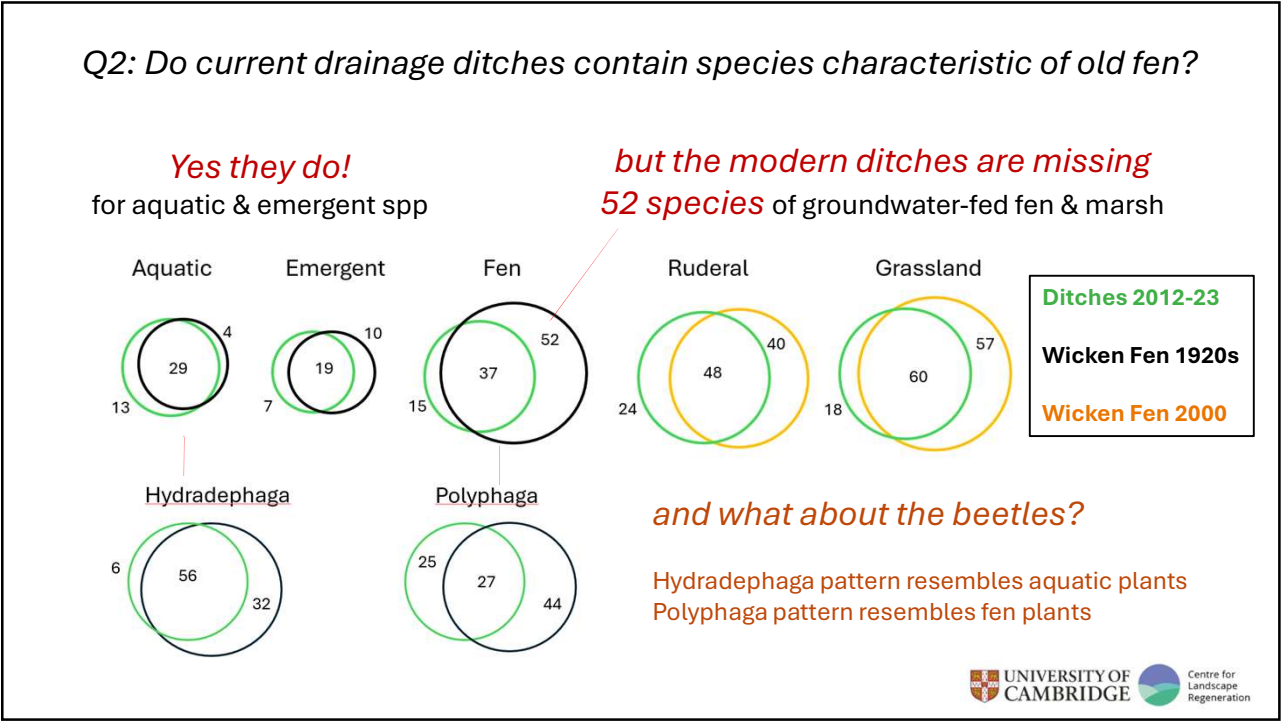 Q2: Do current drainage ditches contain species characteristic of old fen?
Yes they do!
for aquatic & emergent spp
but the modern ditches are missing
52 species of groundwater-fed fen & marsh
Aquatic
4
29
13
Emergent
10
19
7
Fen
52
37
15
Ruderal
40
48
24
Grassland
57
60
18
Ditches 2012-23
Wicken Fen 1920s
Wicken Fen 2000
Hydradephaga
6
56
32
Polyphaga
25
27
44
and what about the beetles?
Hydradephaga pattern resembles aquatic plants
Polyphaga pattern resembles fen plants
UNIVERSITY OF
CAMBRIDGE
Centre for
Landscape
Regeneration